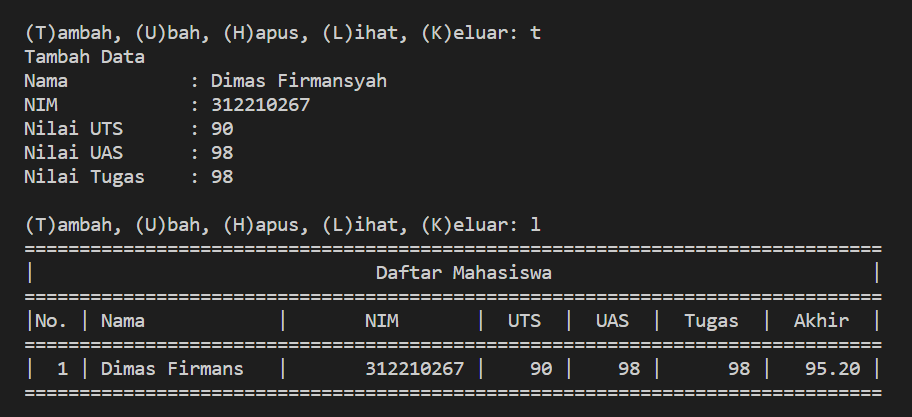 (T)ambah, (U)bah, (H)apus, (L)ihat, (K)eluar: t
Tambah Data
Nama : Dimas Firmansyah
NIM : 312210267
Nilai UTS : 90
Nilai UAS : 98
Nilai Tugas : 98
(T)ambah, (U)bah, (H)apus, (L)ihat, (K)eluar: l
==============================================================================
| Daftar Mahasiswa |
==============================================================================
|No. | Nama | NIM | UTS | UAS | Tugas | Akhir |
==============================================================================
| 1 | Dimas Firmans | 312210267 | 90 | 98 | 98 | 95.20 |
==============================================================================